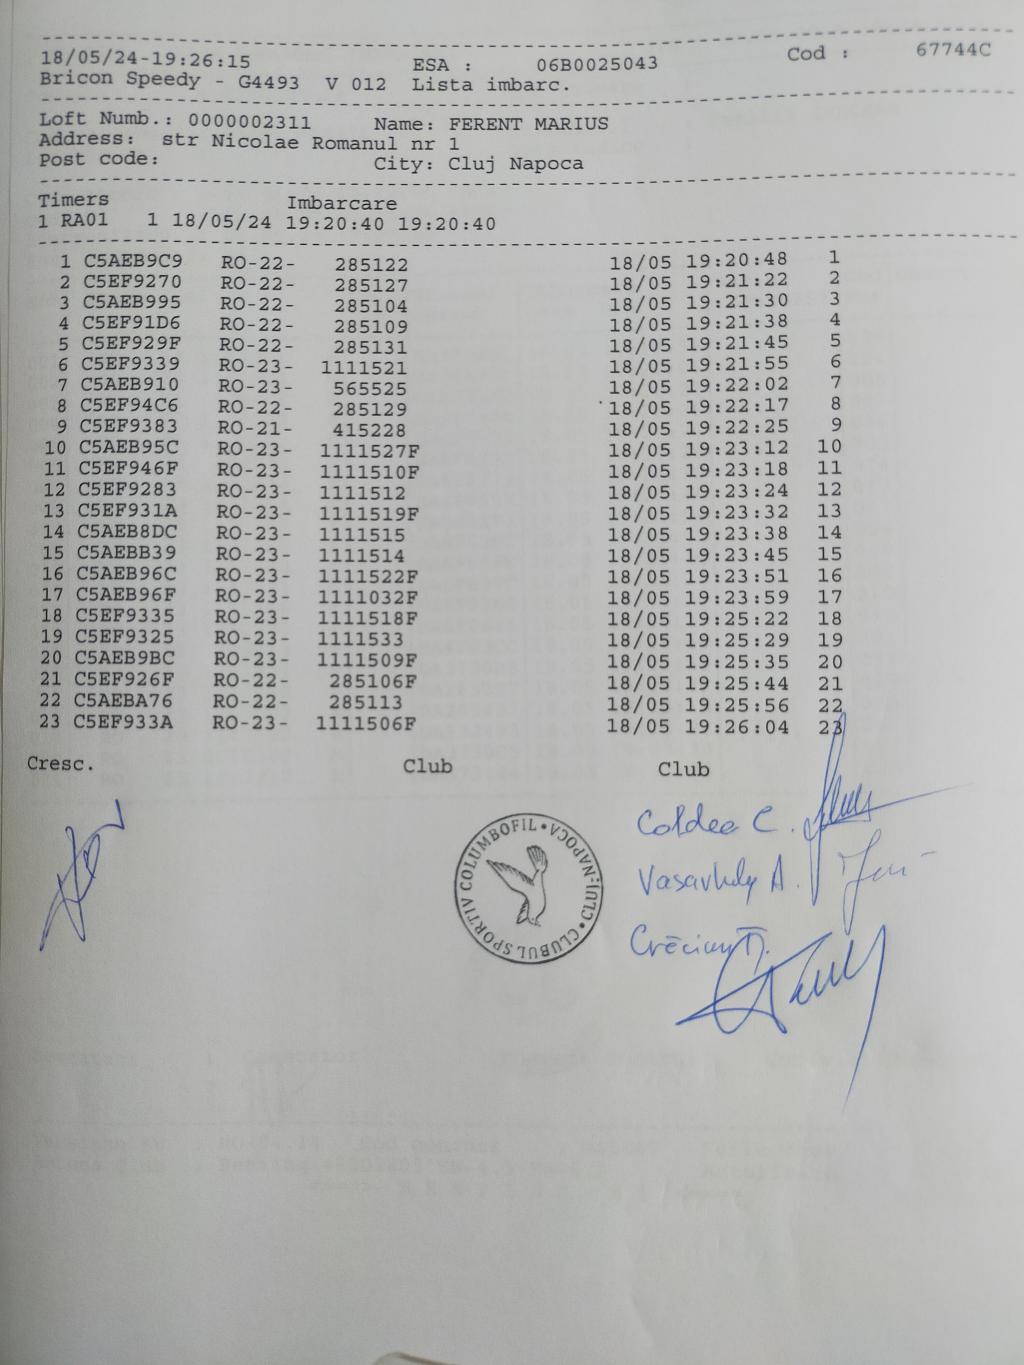 18/05/24-19:26:15 ESA : 06B0025043 Cod : 67744C
Bricon Speedy - G4493 V 012 Lista imbarc.
Loft Numb.: 0000002311 Name: FERENT MARIUS
Address: str Nicolae Romanul nr 1
Post code: City: Cluj Napoca
Timers Imbarcare
1 RA01 1 18/05/24 19:20:40 19:20:40
1 C5AEB9C9 RO-22- 285122 18/05 19:20:48 1
2 C5EF9270 RO-22- 285127 18/05 19:21:22 2
3 C5AEB995 RO-22- 285104 18/05 19:21:30 3
4 C5EF91D6 RO-22- 285109 18/05 19:21:38 4
5 C5EF929F RO-22- 285131 18/05 19:21:45 5
6 C5EF9339 RO-23- 1111521 18/05 19:21:55 6
7 C5AEB910 RO-23- 565525 18/05 19:22:02 7
8 C5EF94C6 RO-22- 285129 18/05 19:22:17 8
9 C5EF9383 RO-21- 415228 18/05 19:22:25 9
10 C5AEB95C RO-23- 1111527F 18/05 19:23:12 10
11 C5EF946F RO-23- 1111510F 18/05 19:23:18 11
12 C5EF9283 RO-23- 1111512 18/05 19:23:24 12
13 C5EF931A RO-23- 1111519F 18/05 19:23:32 13
14 C5AEB8DC RO-23- 1111515 18/05 19:23:38 14
15 C5AEBB39 RO-23- 1111514 18/05 19:23:45 15
16 C5AEB96C RO-23- 1111522F 18/05 19:23:51 16
17 C5AEB96F RO-23- 1111032F 18/05 19:23:59 17
18 C5EF9335 RO-23- 1111518F 18/05 19:25:22 18
19 C5EF9325 RO-23- 1111533 18/05 19:25:29 19
20 C5AEB9BC RO-23- 1111509F 18/05 19:25:35 20
21 C5EF926F RO-22- 285106F 18/05 19:25:44 21
22 C5AEBA76 RO-22- 285113 18/05 19:25:56 22
23 C5EF933A RO-23- 1111506F 18/05 19:26:04 23
Cresc. Club Club
CLUBUL SPORTIV COLUMBOFIL • CLUJ-NAPOCA •
Coldea C.
A.